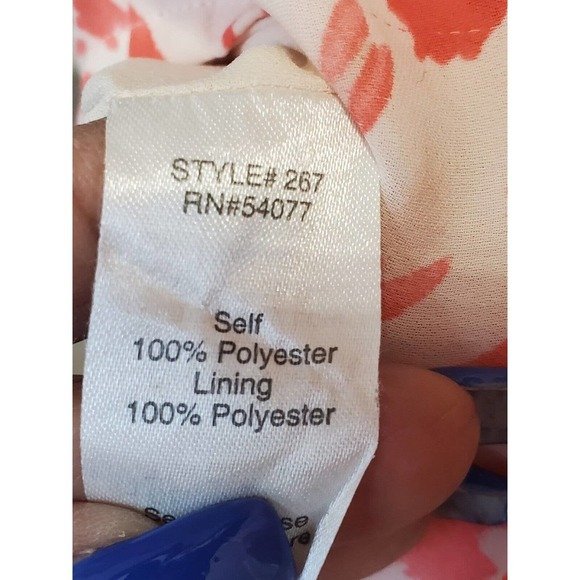 STYLE# 267
RN#54077
Self
100% Polyester
Lining
100% Polyester